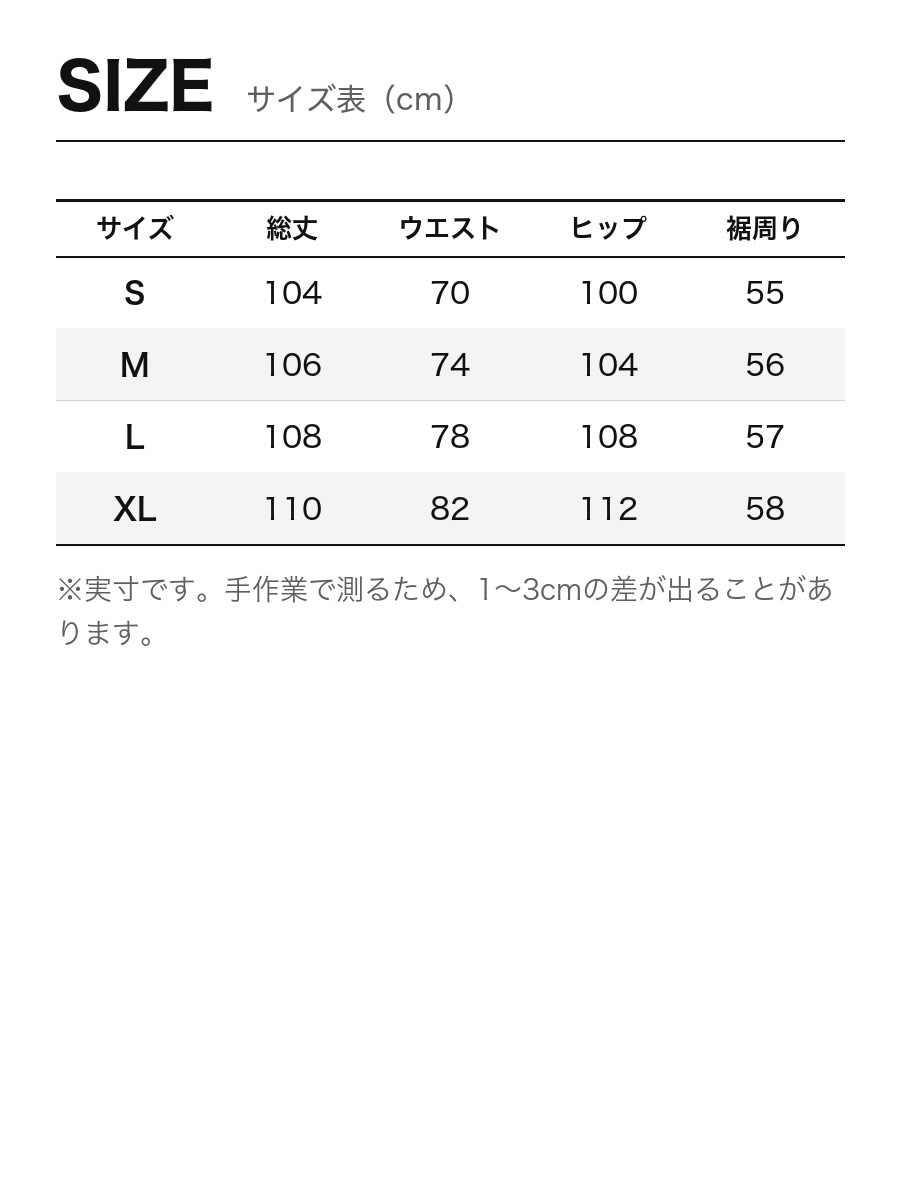 SIZE サイズ表（cm）
サイズ 総丈 ウエスト ヒップ 裾周り
S 104 70 100 55
M 106 74 104 56
L 108 78 108 57
XL 110 82 112 58
※実寸です。手作業で測るため、1〜3cmの差が出ることがあ
ります。